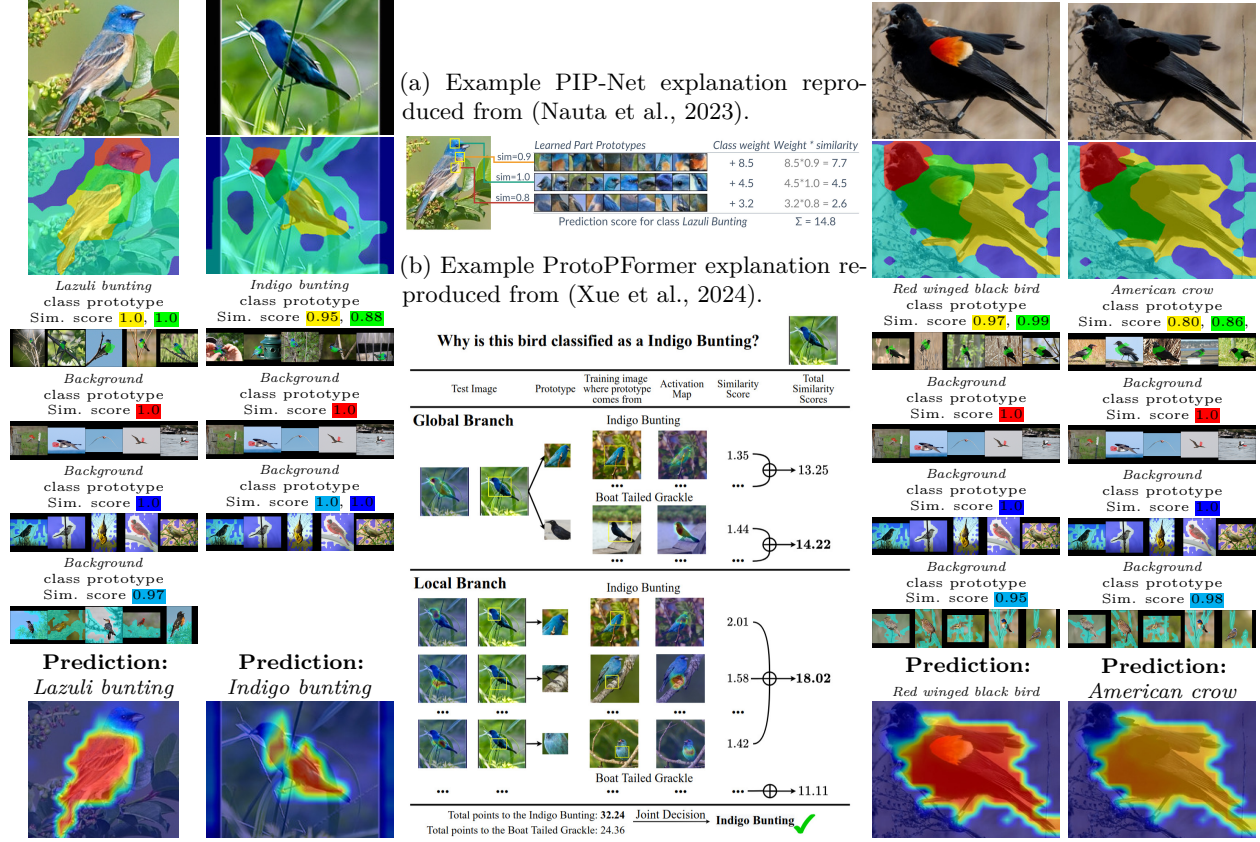 Lazuli bunting
class prototype
Sim. score 1.0, 1.0
Background
class prototype
Sim. score 1.0
Background
class prototype
Sim. score 1.0
Background
class prototype
Sim. score 0.97
Prediction:
Lazuli bunting
Indigo bunting
class prototype
Sim. score 0.95, 0.88
Background
class prototype
Sim. score 1.0
Background
class prototype
Sim. score 1.0, 1.0
Prediction:
Indigo bunting
(a) Example PIP-Net explanation repro-
duced from (Nauta et al., 2023).
Learned Part Prototypes Class weight Weight * similarity
sim=0.9 + 8.5 8.5*0.9 = 7.7
sim=1.0 + 4.5 4.5*1.0 = 4.5
sim=0.8 + 3.2 3.2*0.8 = 2.6
Prediction score for class Lazuli Bunting Σ = 14.8
(b) Example ProtoPFormer explanation re-
produced from (Xue et al., 2024).
Why is this bird classified as a Indigo Bunting?
Test Image
Prototype
Training image
where prototype
comes from
Activation
Map
Similarity
Score
Total
Similarity
Scores
Global Branch
Indigo Bunting
1.35
13.25
... ... ...
Boat Tailed Grackle
1.44
14.22
... ... ...
Local Branch
Indigo Bunting
2.01
1.58
18.02
... ... ... ... ...
1.42
Boat Tailed Grackle
... ... ... ... ... 11.11
Total points to the Indigo Bunting: 32.24
Total points to the Boat Tailed Grackle: 24.36
Joint Decision
Indigo Bunting
Red winged black bird
class prototype
Sim. score 0.97, 0.99
Background
class prototype
Sim. score 1.0
Background
class prototype
Sim. score 1.0
Background
class prototype
Sim. score 0.95
Prediction:
Red winged black bird
American crow
class prototype
Sim. score 0.80, 0.86,
Background
class prototype
Sim. score 1.0
Background
class prototype
Sim. score 1.0
Background
class prototype
Sim. score 0.98
Prediction:
American crow